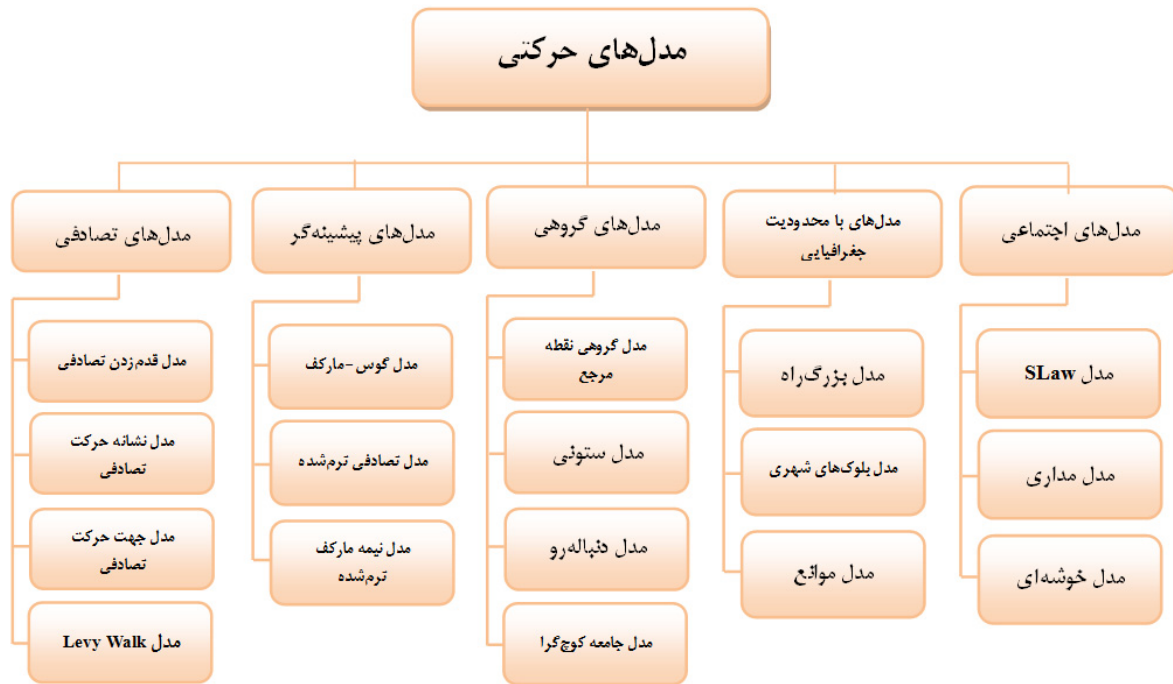 مدل‌های حرکتی
مدل‌های اجتماعی
مدل SLaw
مدل مداری
مدل خوشه‌ای
مدل‌های با محدودیت
جغرافیایی
مدل بزرگ‌راه
مدل بلوک‌های شهری
مدل موانع
مدل‌های گروهی
مدل گروهی نقطه
مرجع
مدل ستونی
مدل دنباله‌رو
مدل جامعه کوچ‌گرا
مدل‌های پیشینه‌گر
مدل گوس-مارکف
مدل تصادفی ترم‌شده
مدل نیمه مارکف
ترم‌شده
مدل‌های تصادفی
مدل قدم‌زدن تصادفی
مدل نشانه حرکت
تصادفی
مدل جهت حرکت
تصادفی
مدل Levy Walk